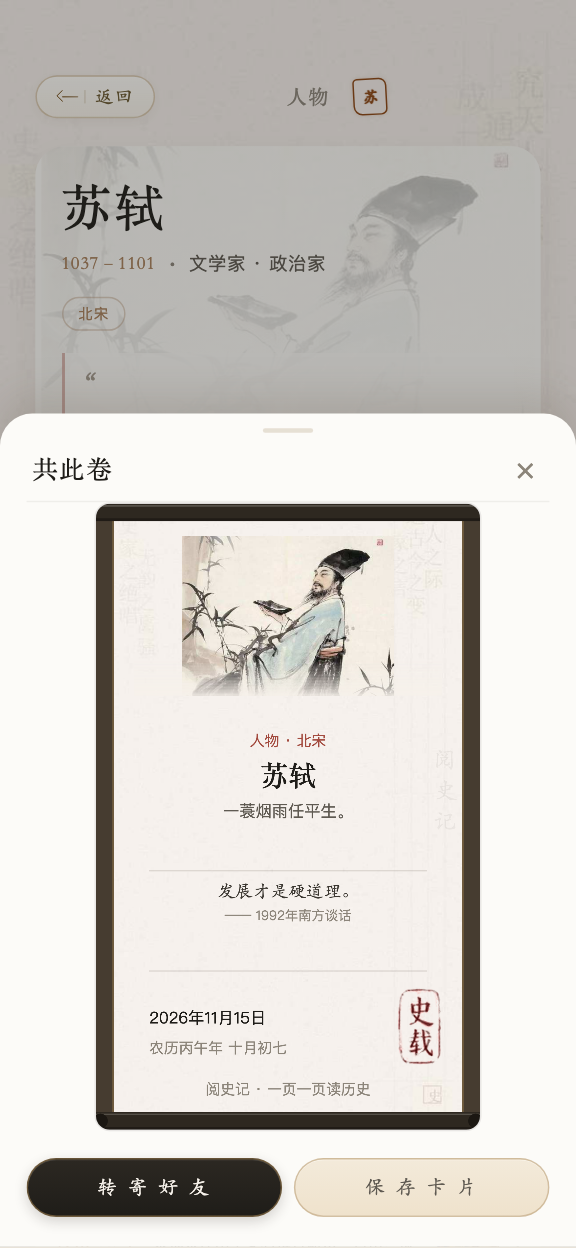 返回
人物
苏
苏轼
1037 – 1101 · 文学家 · 政治家
北宋
“
共此卷
人物 · 北宋
苏轼
一蓑烟雨任平生。
阅史记
发展才是硬道理。
—— 1992年南方谈话
2026年11月15日
农历丙午年 十月初七
史载
阅史记 · 一页一页读历史
史
转寄好友
保存卡片